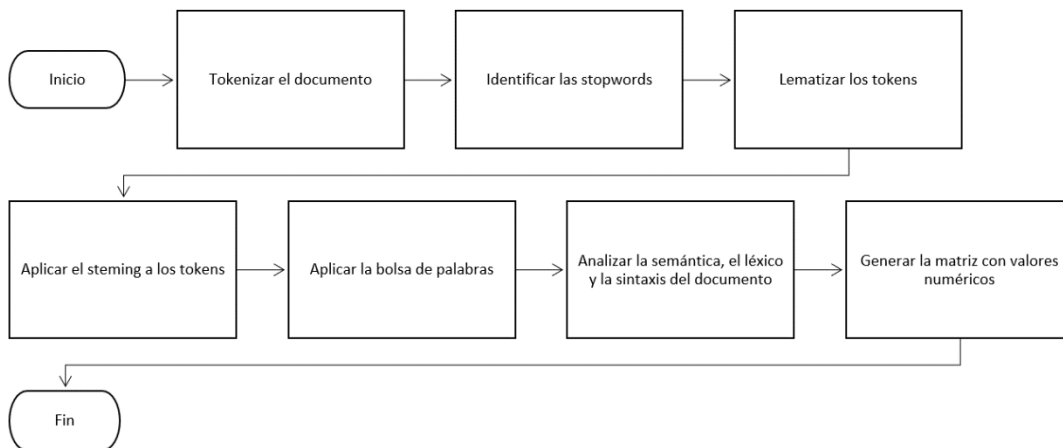 Inicio
Tokenizar el documento
Identificar las stopwords
Lematizar los tokens
Aplicar el steming a los tokens
Aplicar la bolsa de palabras
Analizar la semántica, el léxico
y la sintaxis del documento
Generar la matriz con valores
numéricos
Fin